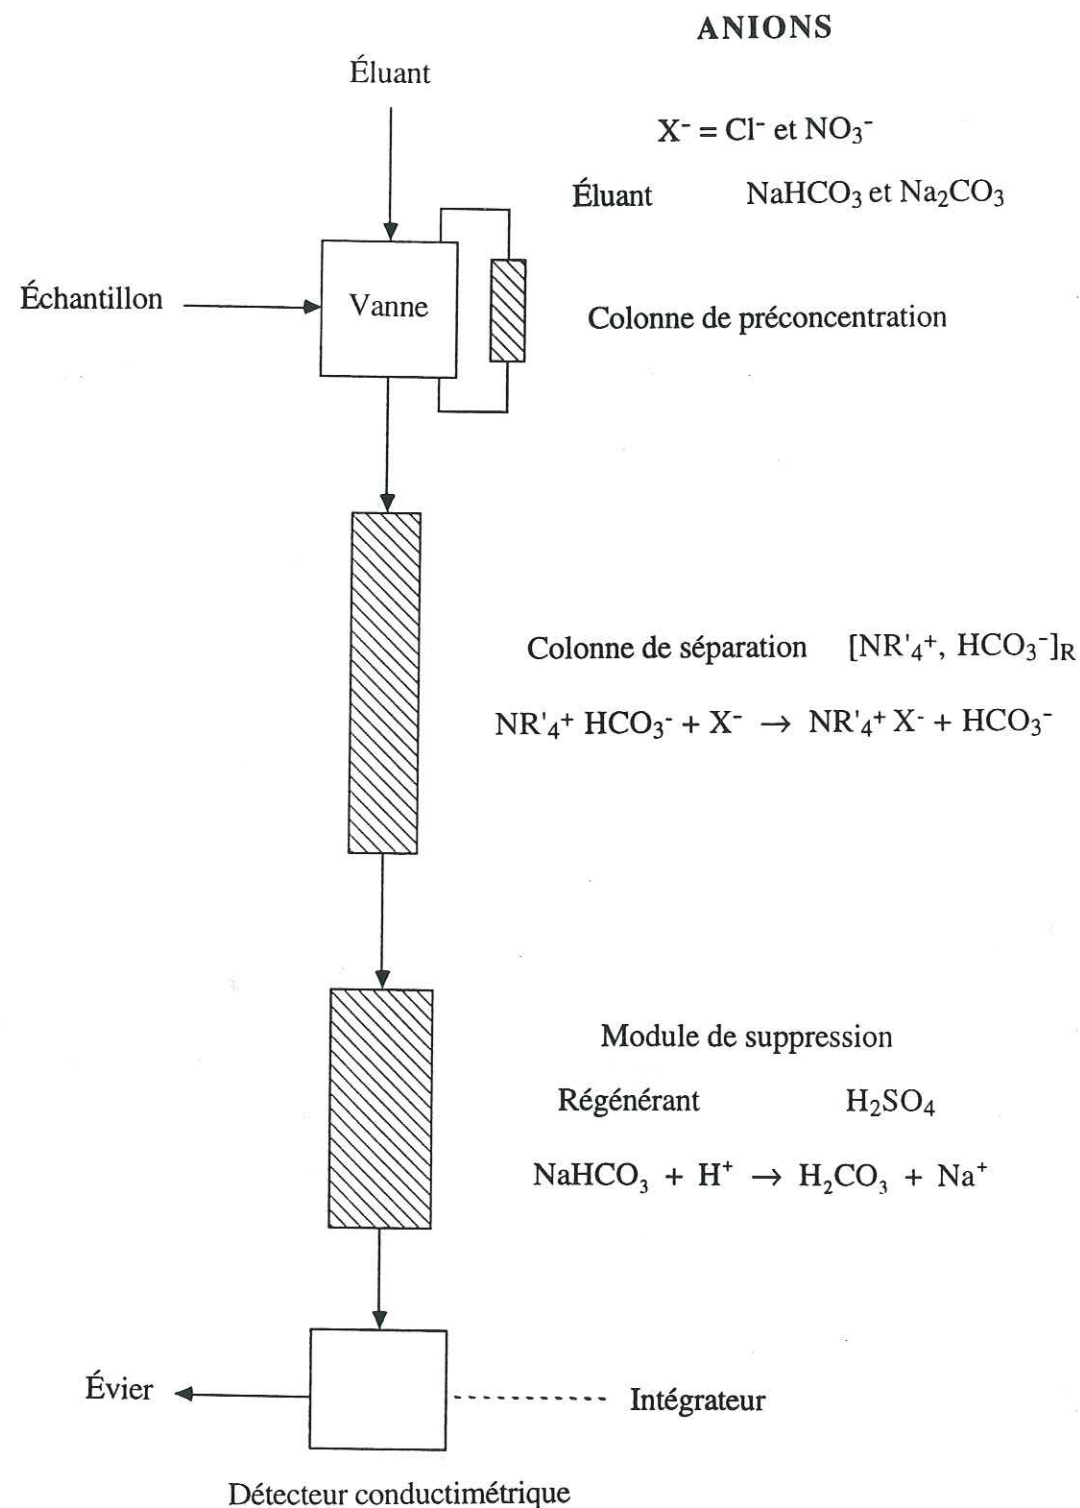 ANIONS
Éluant
X⁻ = Cl⁻ et NO₃⁻
Éluant NaHCO₃ et Na₂CO₃
Échantillon
Vanne
Colonne de préconcentration
Colonne de séparation [NR'₄⁺, HCO₃⁻]R
NR'₄⁺ HCO₃⁻ + X⁻ → NR'₄⁺ X⁻ + HCO₃⁻
Module de suppression
Régénérant H₂SO₄
NaHCO₃ + H⁺ → H₂CO₃ + Na⁺
Évier
Intégrateur
Détecteur conductimétrique